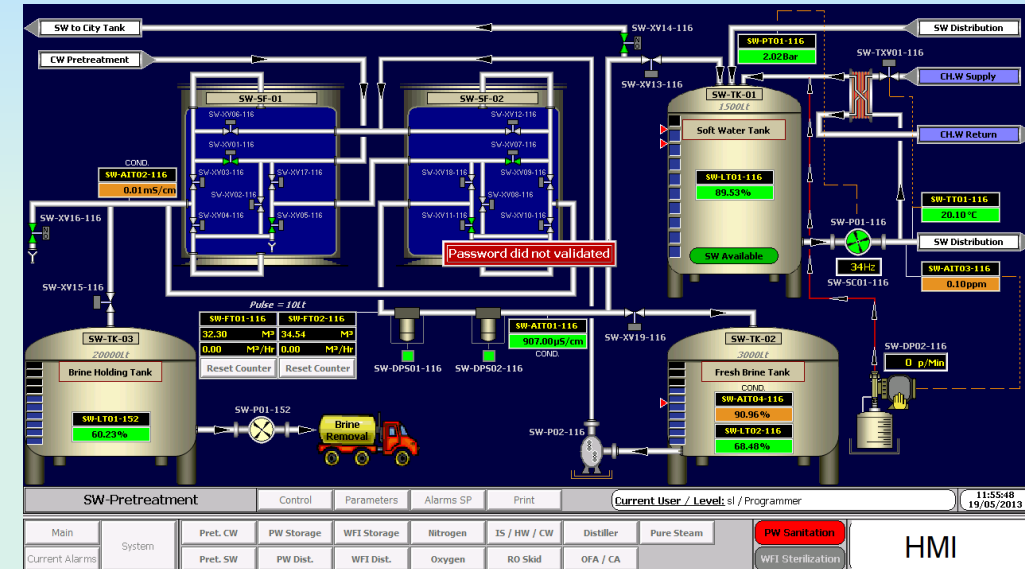 SW to City Tank
SW-XV14-116
SW Distribution
SW-PT01-116
2.02Bar
SW-TXV01-116
CW Pretreatment
CH.W Supply
SW-XV13-116
SW-SF-01
SW-SF-02
SW-TK-01
1500Lt
SW-XV06-116
SW-XV12-116
Soft Water Tank
CH.W Return
SW-XV01-116
SW-XV07-116
COND.
SW-AIT02-116
0.01mS/cm
SW-XV03-116
SW-XV17-116
SW-XV18-116
SW-XV09-116
SW-LT01-116
89.53%
SW-XV02-116
SW-XV08-116
SW-TT01-116
20.10°C
SW-XV16-116
SW-XV04-116
SW-XV05-116
SW-XV11-116
SW-XV10-116
SW-P01-116
SW Distribution
Password did not validated
SW Available
34Hz
SW-SC01-116
SW-AIT03-116
0.10ppm
SW-XV15-116
Pulse = 10Lt
SW-FT01-116
SW-FT02-116
32.30 M³
34.54 M³
0.00 M³/Hr
0.00 M³/Hr
Reset Counter
Reset Counter
SW-AIT01-116
907.00µS/cm
COND.
SW-XV19-116
SW-DPS01-116
SW-DPS02-116
SW-TK-03
20000Lt
Brine Holding Tank
SW-LT01-152
60.23%
SW-TK-02
3000Lt
Fresh Brine Tank
COND.
SW-AIT04-116
90.96%
SW-LT02-116
68.48%
SW-DP02-116
0 p/Min
SW-P01-152
Brine
Removal
SW-P02-116
SW-Pretreatment
Control
Parameters
Alarms SP
Print
Current User / Level: sl / Programmer
11:55:48
19/05/2013
Main
System
Pret. CW
PW Storage
WFI Storage
Nitrogen
IS / HW / CW
Distiller
Pure Steam
PW Sanitation
HMI
Current Alarms
Pret. SW
PW Dist.
WFI Dist.
Oxygen
RO Skid
OFA / CA
WFI Sterilization